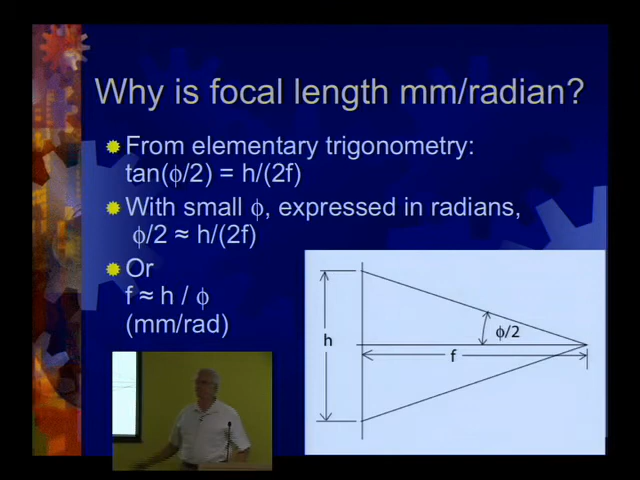 Why is focal length mm/radian?
From elementary trigonometry:
tan(ϕ/2) = h/(2f)
With small ϕ, expressed in radians,
ϕ/2 ≈ h/(2f)
Or
f ≈ h / ϕ
(mm/rad)
h
ϕ/2
f